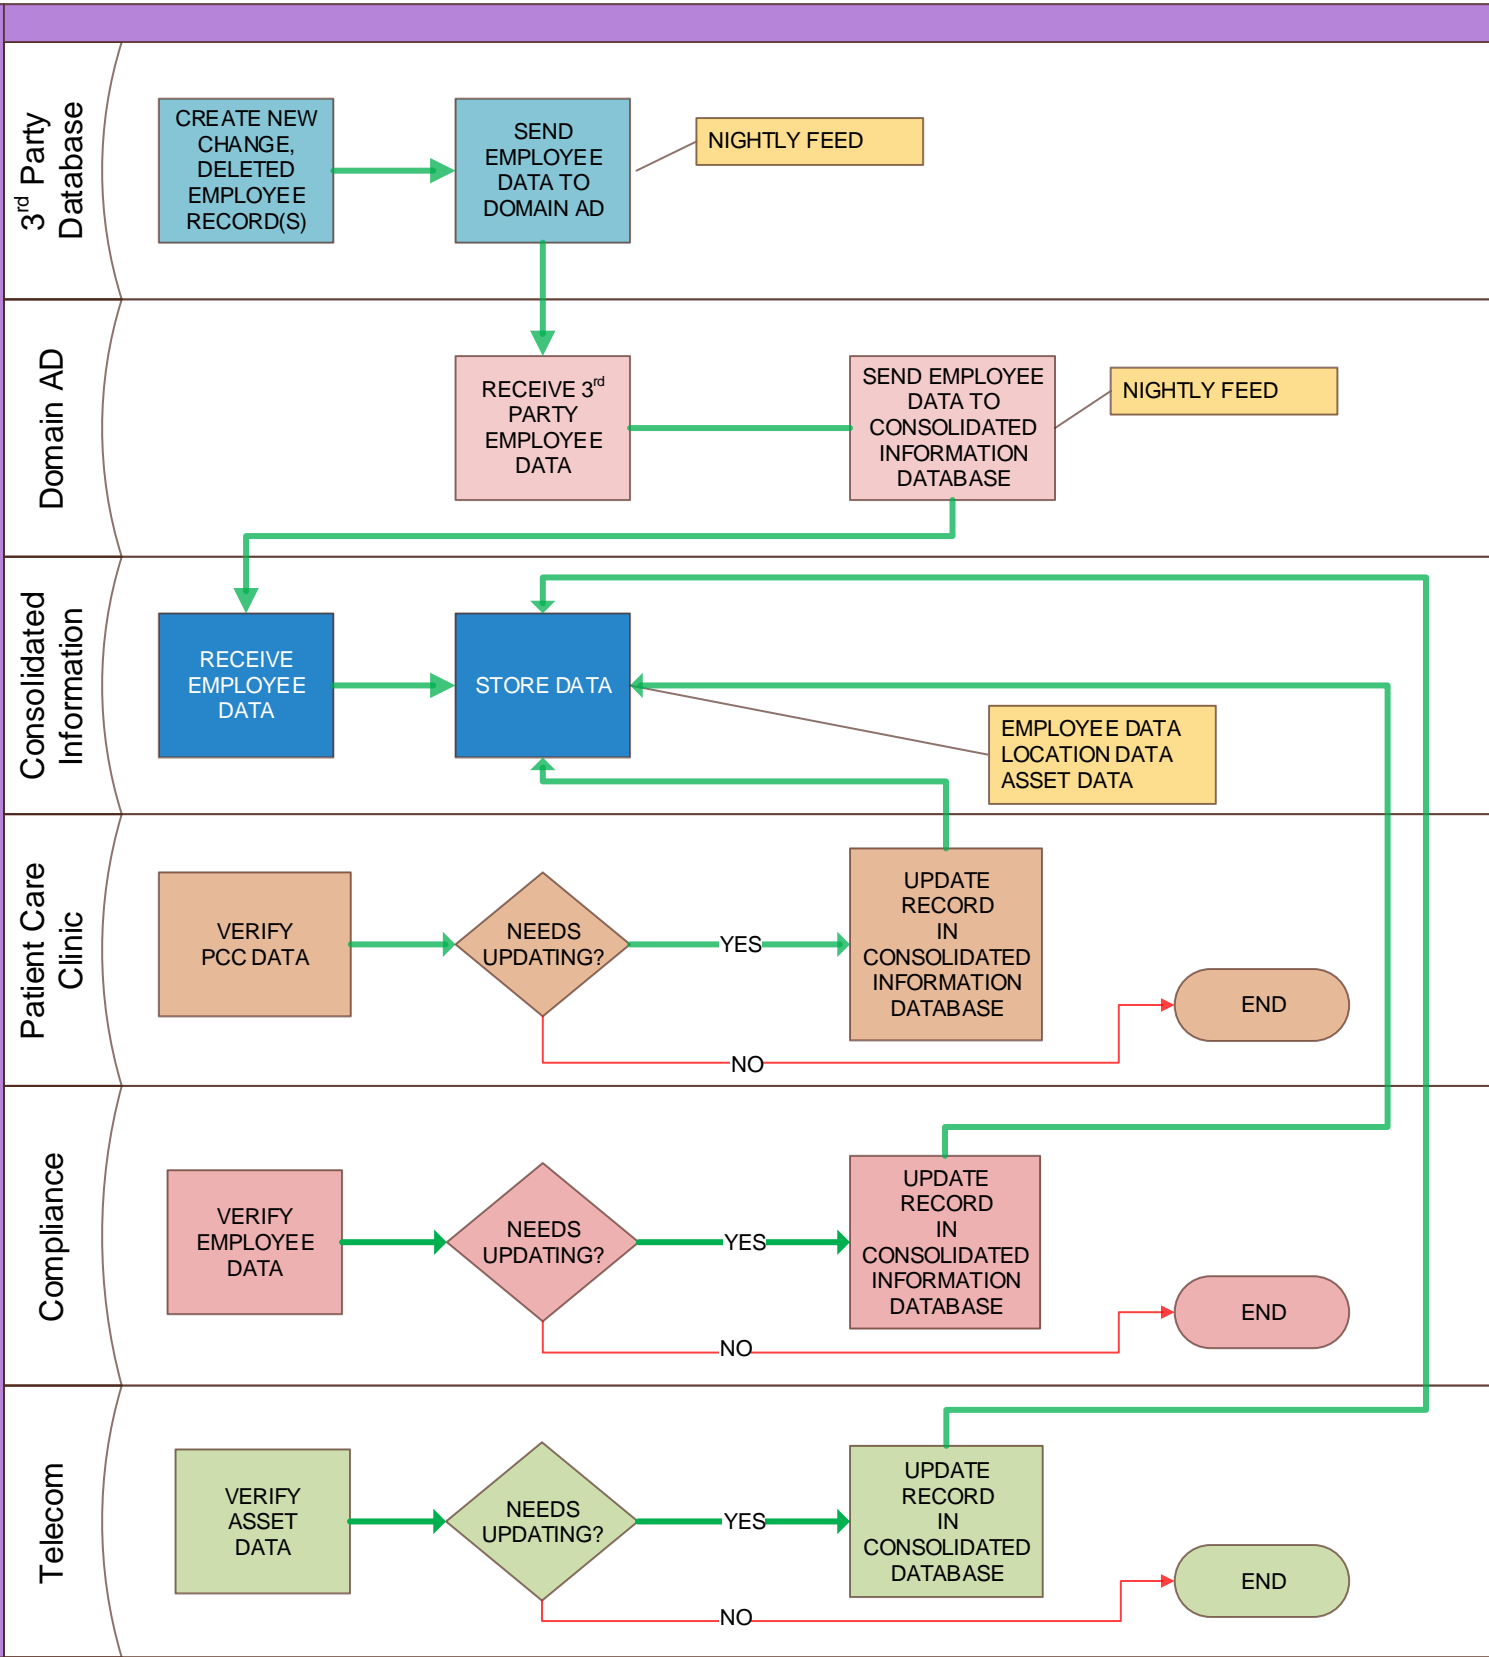 3rd Party
Database
CREATE NEW
CHANGE,
DELETED
EMPLOYEE
RECORD(S)
SEND
EMPLOYEE
DATA TO
DOMAIN AD
NIGHTLY FEED
Domain AD
RECEIVE 3rd
PARTY
EMPLOYEE
DATA
SEND EMPLOYEE
DATA TO
CONSOLIDATED
INFORMATION
DATABASE
NIGHTLY FEED
Consolidated
Information
RECEIVE
EMPLOYEE
DATA
STORE DATA
EMPLOYEE DATA
LOCATION DATA
ASSET DATA
Patient Care
Clinic
VERIFY
PCC DATA
NEEDS
UPDATING?
YES
UPDATE
RECORD
IN
CONSOLIDATED
INFORMATION
DATABASE
NO
END
Compliance
VERIFY
EMPLOYEE
DATA
NEEDS
UPDATING?
YES
UPDATE
RECORD
IN
CONSOLIDATED
INFORMATION
DATABASE
NO
END
Telecom
VERIFY
ASSET
DATA
NEEDS
UPDATING?
YES
UPDATE
RECORD
IN
CONSOLIDATED
DATABASE
NO
END